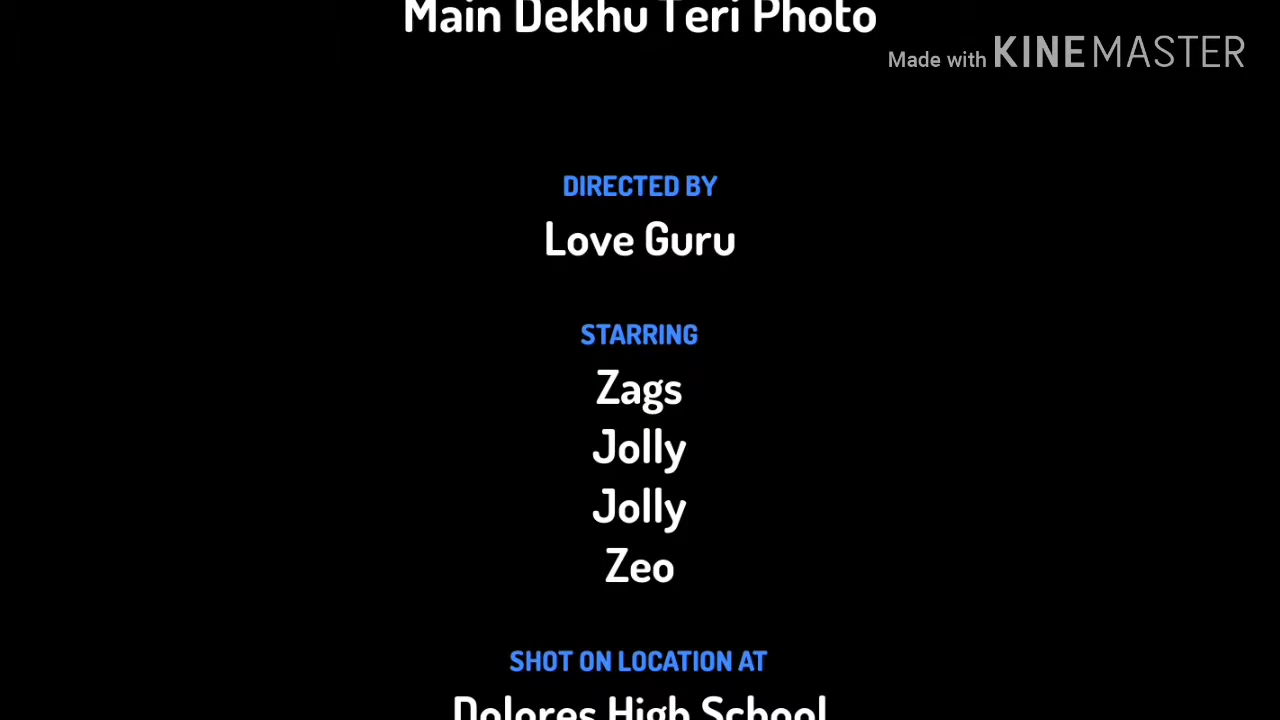 Main Dekhu Teri Photo
Made with KINEMASTER
DIRECTED BY
Love Guru
STARRING
Zags
Jolly
Jolly
Zeo
SHOT ON LOCATION AT
Dolores High School